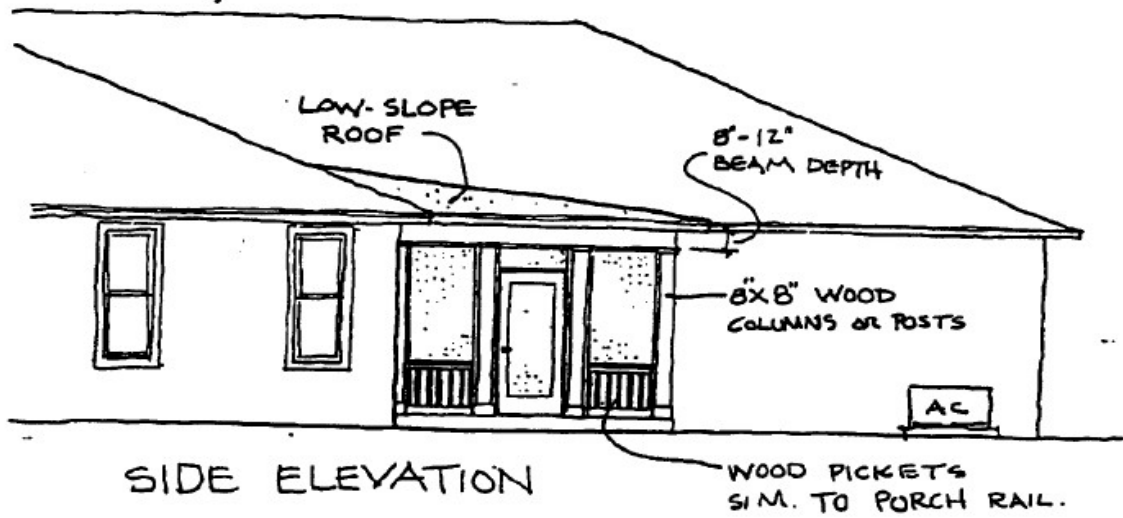 LOW-SLOPE
ROOF
8"-12"
BEAM DEPTH
8"X8" WOOD
COLUMNS OR POSTS
AC
WOOD PICKETS
SIM. TO PORCH RAIL.
SIDE ELEVATION